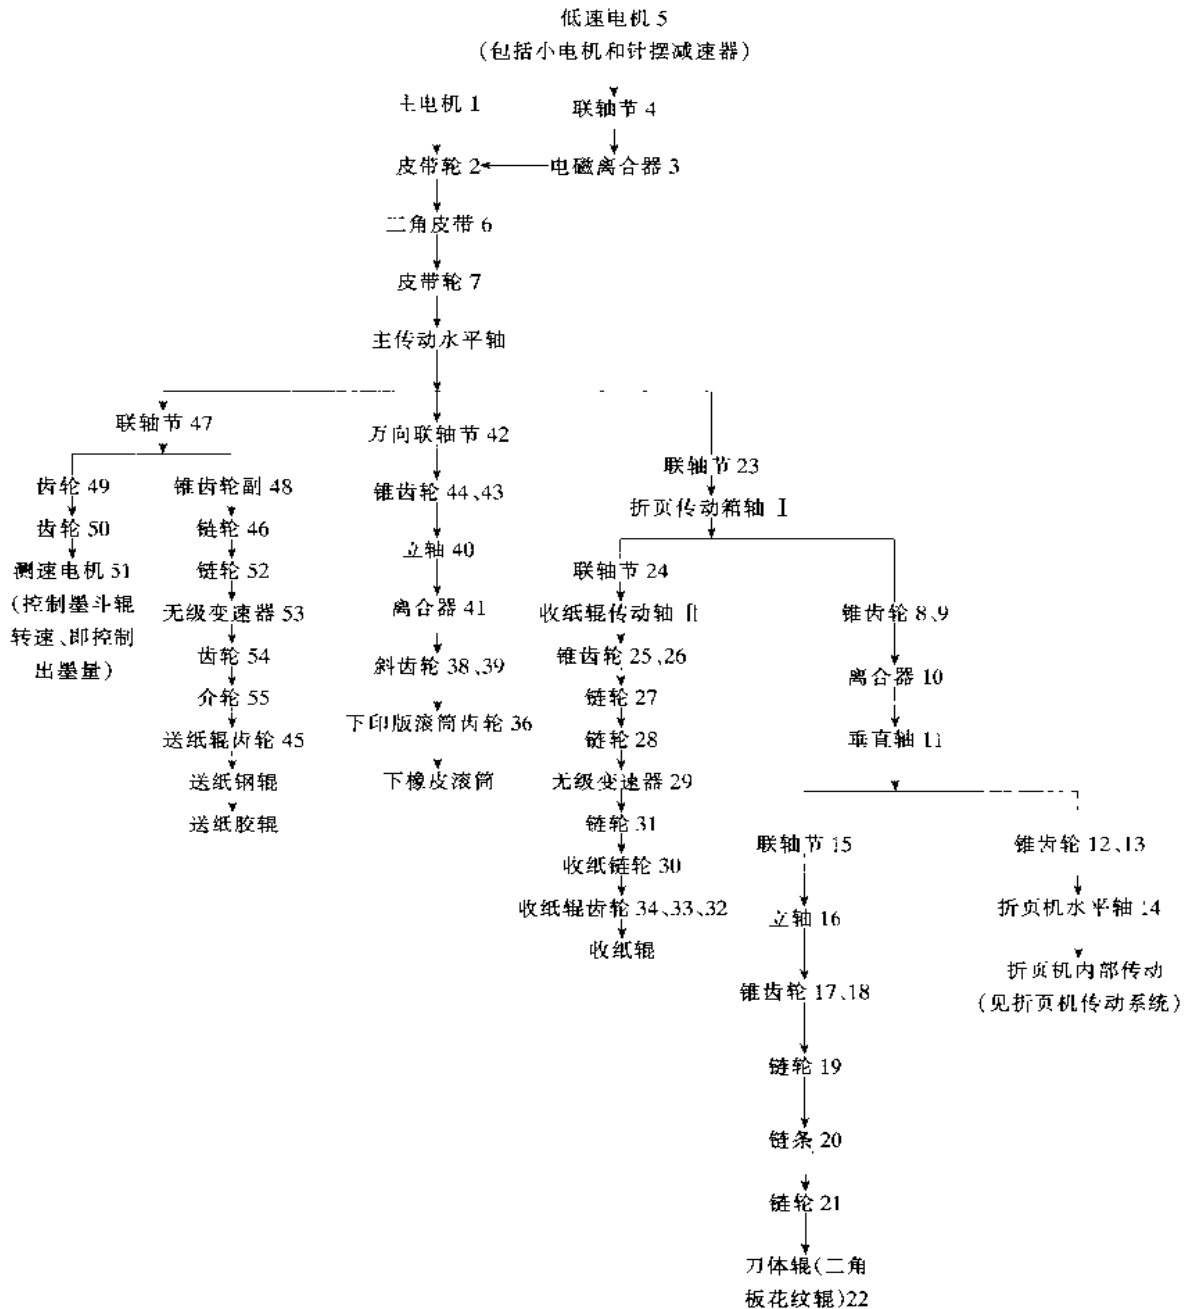 低速电机 5
(包括小电机和针摆减速器)
主电机 1
联轴节 4
皮带轮 2
电磁离合器 3
三角皮带 6
皮带轮 7
主传动水平轴
联轴节 47
齿轮 49
齿轮 50
测速电机 51
(控制墨斗辊
转速、即控制
出墨量)
锥齿轮副 48
链轮 46
链轮 52
无级变速器 53
齿轮 54
介轮 55
送纸辊齿轮 45
送纸钢辊
送纸胶辊
万向联轴节 42
锥齿轮 44、43
立轴 40
离合器 41
斜齿轮 38、39
下印版滚筒齿轮 36
下橡皮滚筒
联轴节 23
折页传动箱轴 Ⅰ
联轴节 24
收纸辊传动轴 Ⅱ
锥齿轮 25、26
链轮 27
链轮 28
无级变速器 29
链轮 31
收纸链轮 30
收纸辊齿轮 34、33、32
收纸辊
锥齿轮 8、9
离合器 10
垂直轴 11
联轴节 15
立轴 16
锥齿轮 17、18
链轮 19
链条 20
链轮 21
刀体辊(三角
板花纹辊)22
锥齿轮 12、13
折页机水平轴 14
折页机内部传动
(见折页机传动系统)